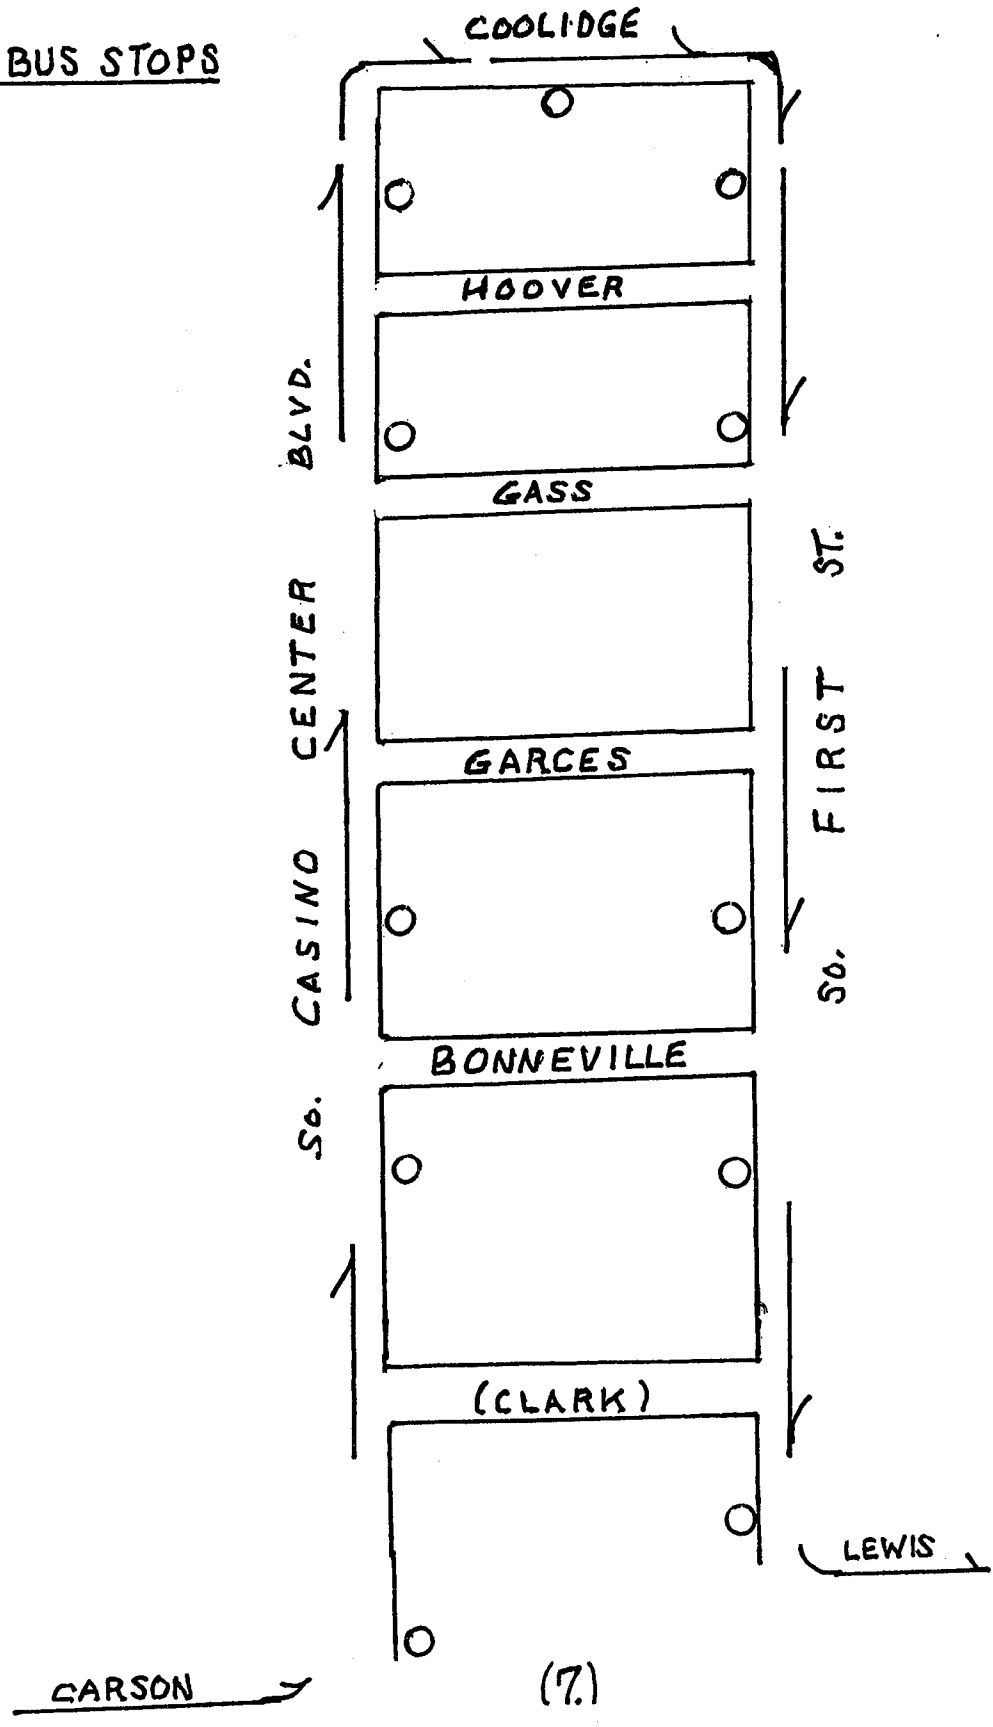 BUS STOPS
COOLIDGE
HOOVER
GASS
GARCES
BONNEVILLE
(CLARK)
SO. CASINO CENTER BLVD.
SO. FIRST ST.
LEWIS
CARSON
(7.)